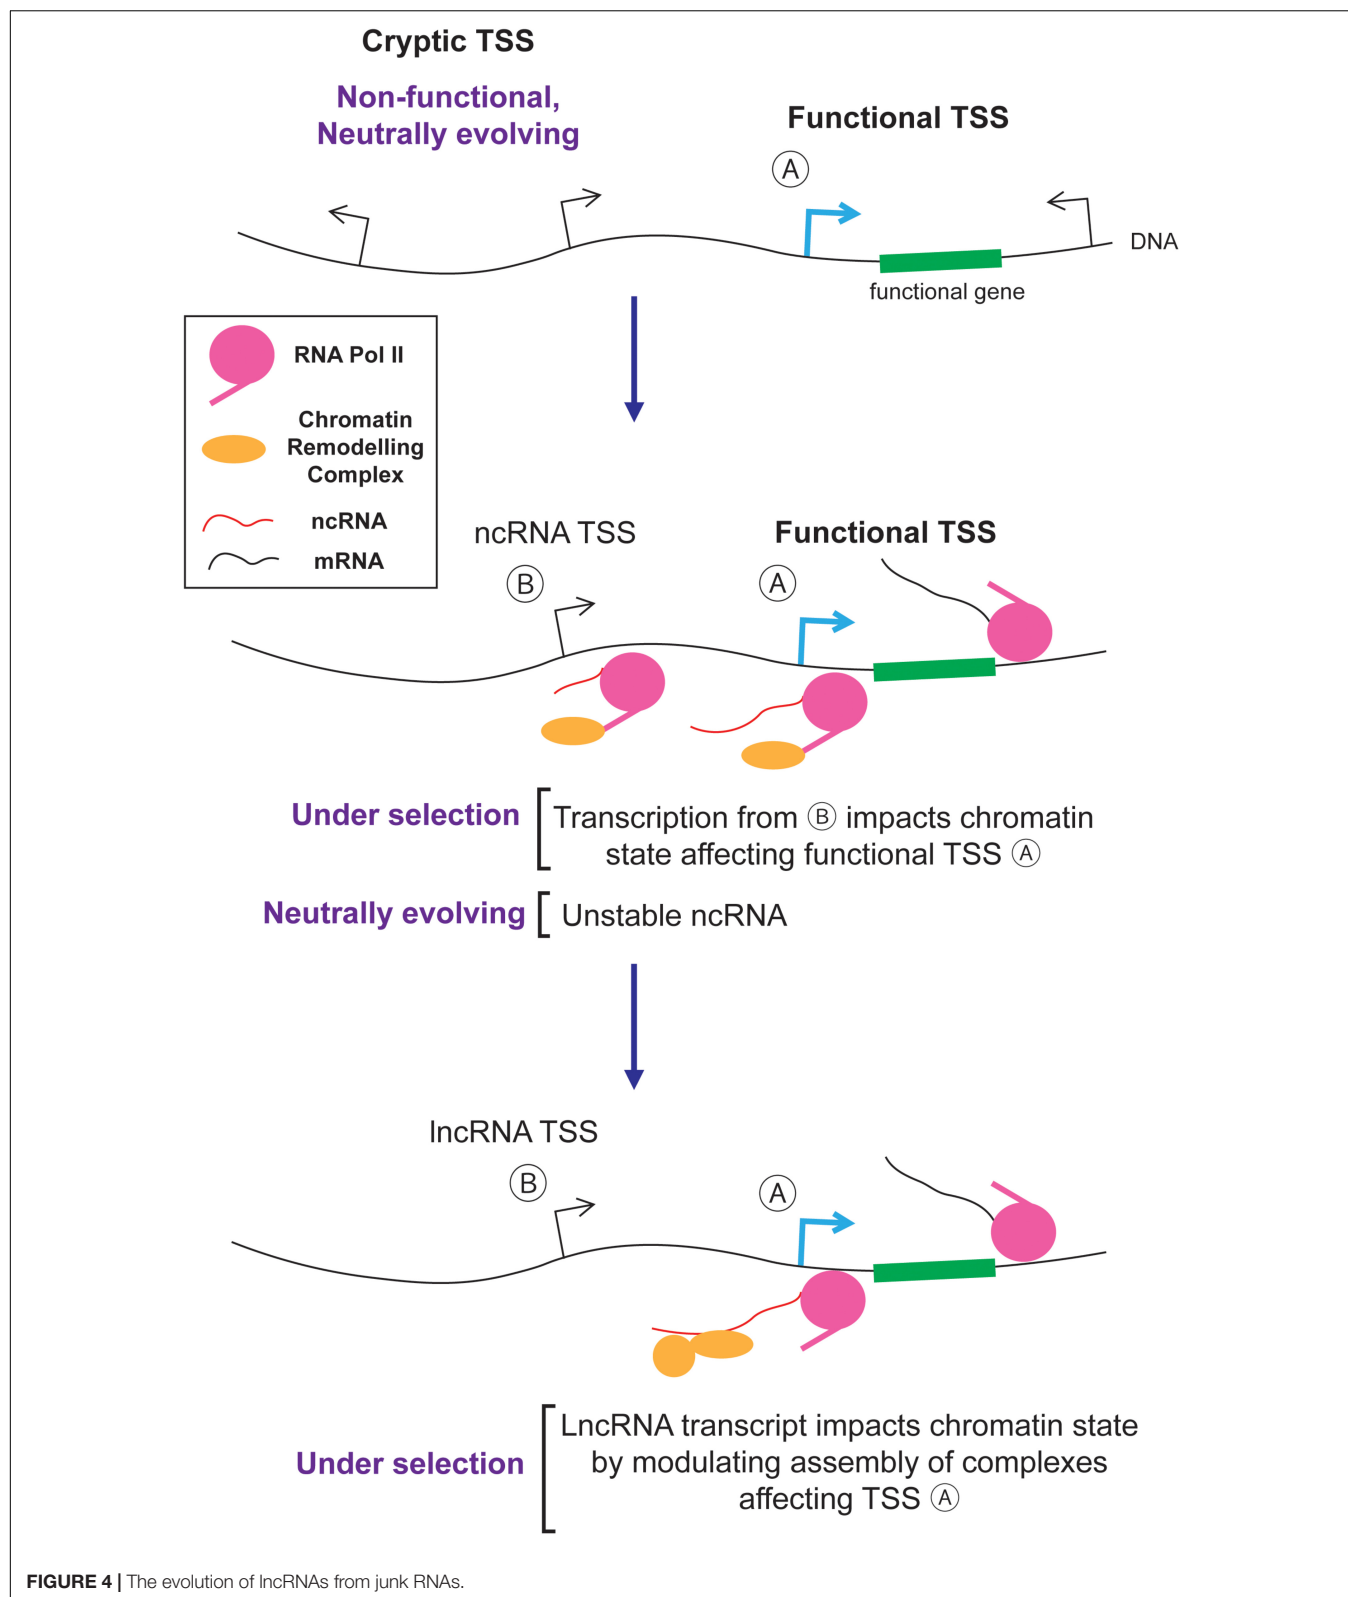 Cryptic TSS
Non-functional,
Neutrally evolving
Functional TSS
A
DNA
functional gene
RNA Pol II
Chromatin
Remodelling
Complex
ncRNA
mRNA
ncRNA TSS
Functional TSS
B
A
Under selection
Transcription from B impacts chromatin
state affecting functional TSS A
Neutrally evolving
Unstable ncRNA
lncRNA TSS
B
A
Under selection
LncRNA transcript impacts chromatin state
by modulating assembly of complexes
affecting TSS A
FIGURE 4 | The evolution of lncRNAs from junk RNAs.